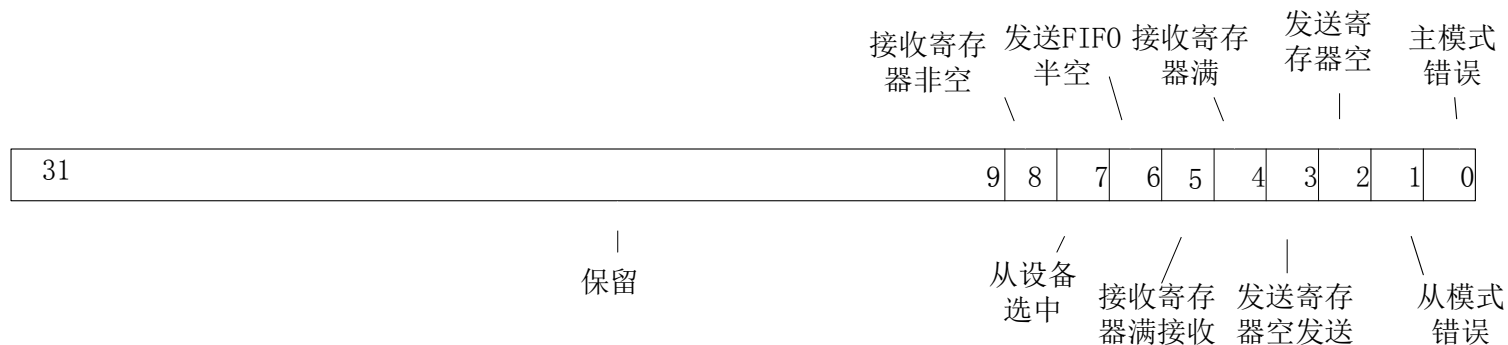 接收寄存
器非空
发送FIFO
半空
接收寄存
器满
发送寄
存器空
主模式
错误
31 9 8 7 6 5 4 3 2 1 0
保留
从设备
选中
接收寄存
器满接收
发送寄存
器空发送
从模式
错误